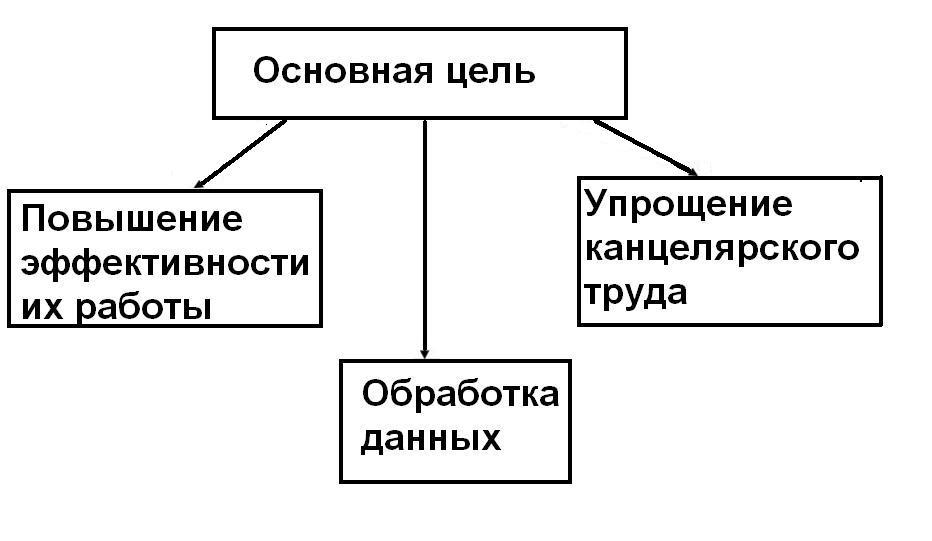 Основная цель
Повышение
эффективности
их работы
Упрощение
канцелярского
труда
Обработка
данных